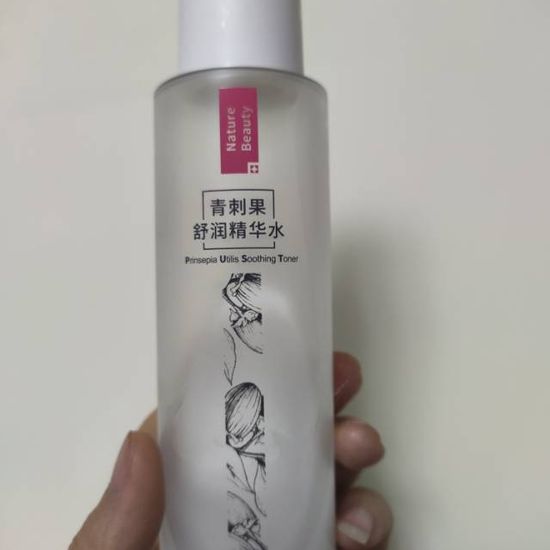 Nature
Beauty
青刺果
舒润精华水
Prinsepia Utilis Soothing Toner